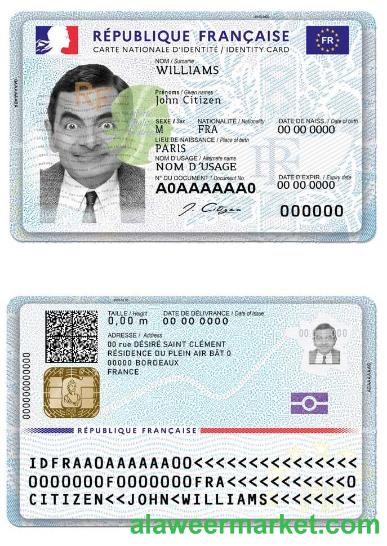 RÉPUBLIQUE FRANÇAISE
FR
CARTE NATIONALE D'IDENTITÉ / IDENTITY CARD
NOM / Surname
WILLIAMS
Prénoms / Given names
John Citizen
SEXE / Sex NATIONALITÉ / Nationality DATE DE NAISS. / Date of birth
M FRA 00 00 0000
LIEU DE NAISSANCE / Place of birth
PARIS
NOM D'USAGE / Alternate name
NOM D'USAGE
N° DU DOCUMENT / Document No DATE D'EXPIR. / Expiry date
A0AAAAAA0 00 00 0000
J. Citizen
000000
RF
TAILLE / Height DATE DE DÉLIVRANCE / Date of issue
0,00 m 00 00 0000
ADRESSE / Address
00 rue DÉSIRÉ SAINT CLÉMENT
RÉSIDENCE DU PLEIN AIR BÂT 0
00000 BORDEAUX
FRANCE
RÉPUBLIQUE FRANÇAISE
IDFRAA0AAAAAA00<<<<<<<<<<<<<<<
0000000F0000000FRA<<<<<<<<<<<0
CITIZEN<<JOHN<WILLIAMS<<<<<<<<
alaweermarket.com